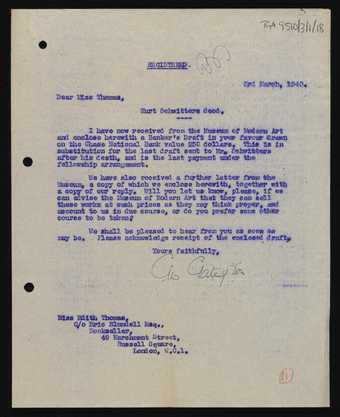 TGA 9510/3/1/18
REGISTERED.
3rd March, 1948.
Dear Miss Thomas,
Kurt Schwitters decd.
I have now received from the Museum of Modern Art
and enclose herewith a Banker's Draft in your favour drawn
on the Chase National Bank value 250 dollars. This is in
substitution for the last draft sent to Mr. Schwitters
after his death, and is the last payment under the
fellowship arrangement.
We have also received a further letter from the
Museum, a copy of which we enclose herewith, together with
a copy of our reply. Will you let us know, please, if we
can advise the Museum of Modern Art that they can sell
these works at such prices as they may think proper, and
account to us in due course, or do you prefer some other
course to be taken?
We shall be pleased to hear from you as soon as
may be. Please acknowledge receipt of the enclosed draft.
Yours faithfully,
Miss Edith Thomas,
C/o Eric Blundell Esq.,
Bookseller,
49 Marchmont Street,
Russell Square,
London, W.C.1.